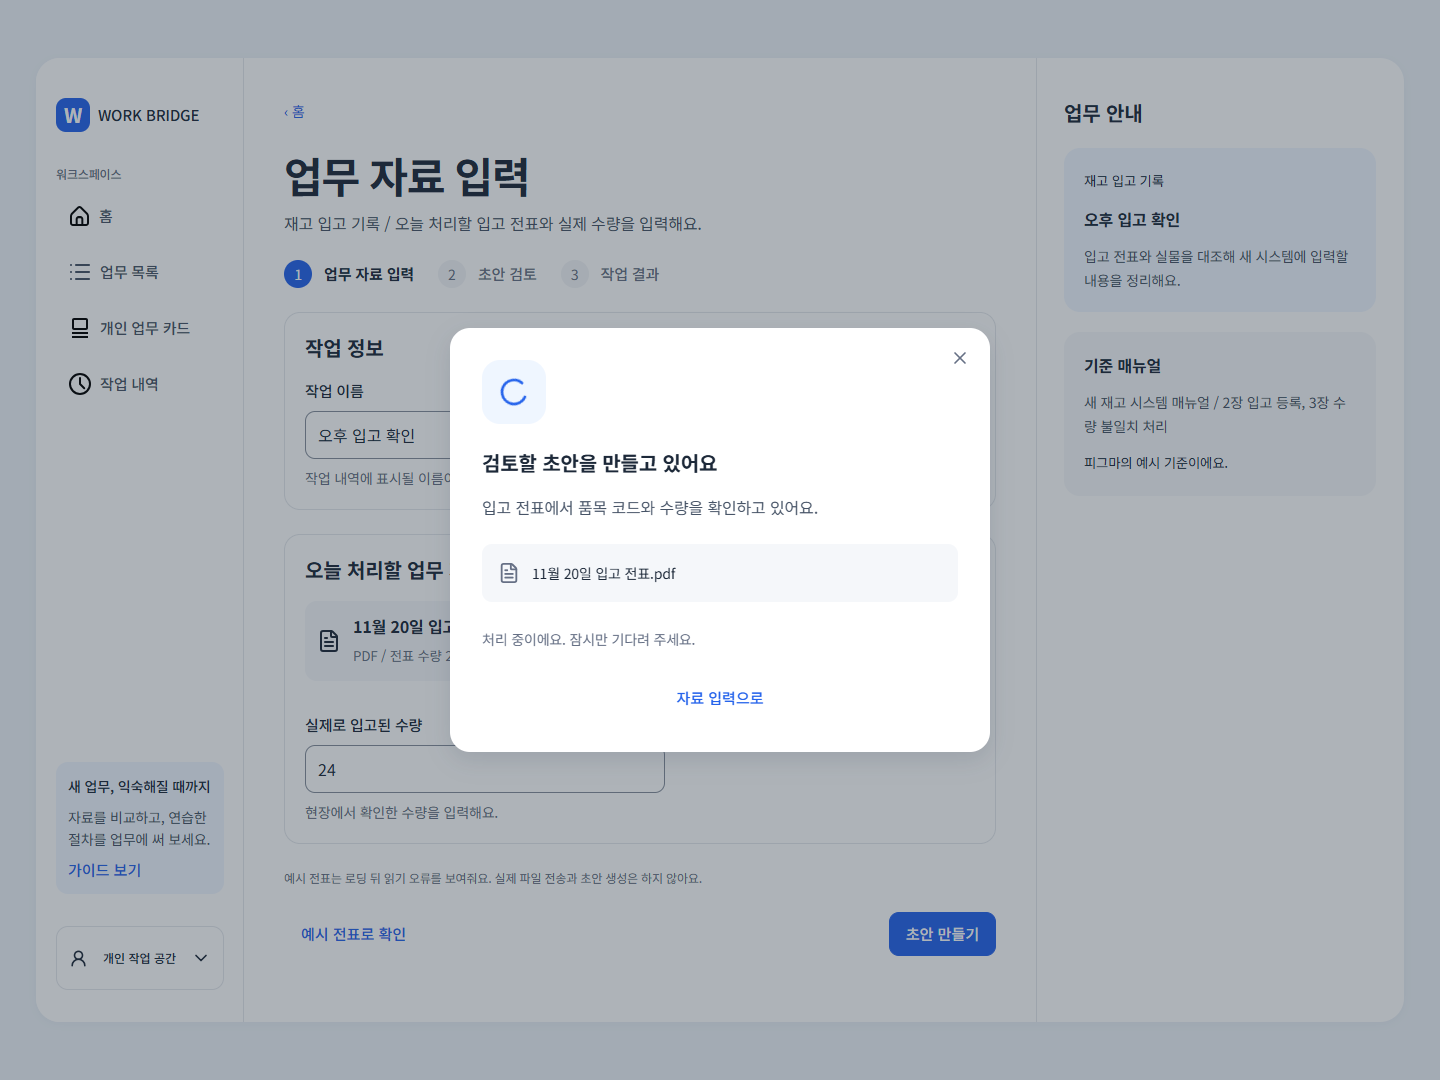 W WORK BRIDGE
워크스페이스
홈
업무 목록
개인 업무 카드
작업 내역
새 업무, 익숙해질 때까지
자료를 비교하고, 연습한
절차를 업무에 써 보세요.
가이드 보기
개인 작업 공간
‹ 홈
업무 자료 입력
재고 입고 기록 / 오늘 처리할 입고 전표와 실제 수량을 입력해요.
1 업무 자료 입력 2 초안 검토 3 작업 결과
작업 정보
작업 이름
오후 입고 확인
작업 내역에 표시될
오늘 처리할 업무
11월 20일
PDF / 전표 수량
실제로 입고된 수량
24
현장에서 확인한 수량을 입력해요.
예시 전표는 로딩 뒤 읽기 오류를 보여줘요. 실제 파일 전송과 초안 생성은 하지 않아요.
예시 전표로 확인
초안 만들기
검토할 초안을 만들고 있어요
입고 전표에서 품목 코드와 수량을 확인하고 있어요.
11월 20일 입고 전표.pdf
처리 중이에요. 잠시만 기다려 주세요.
자료 입력으로
업무 안내
재고 입고 기록
오후 입고 확인
입고 전표와 실물을 대조해 새 시스템에 입력할
내용을 정리해요.
기준 매뉴얼
새 재고 시스템 매뉴얼 / 2장 입고 등록, 3장 수
량 불일치 처리
피그마의 예시 기준이에요.